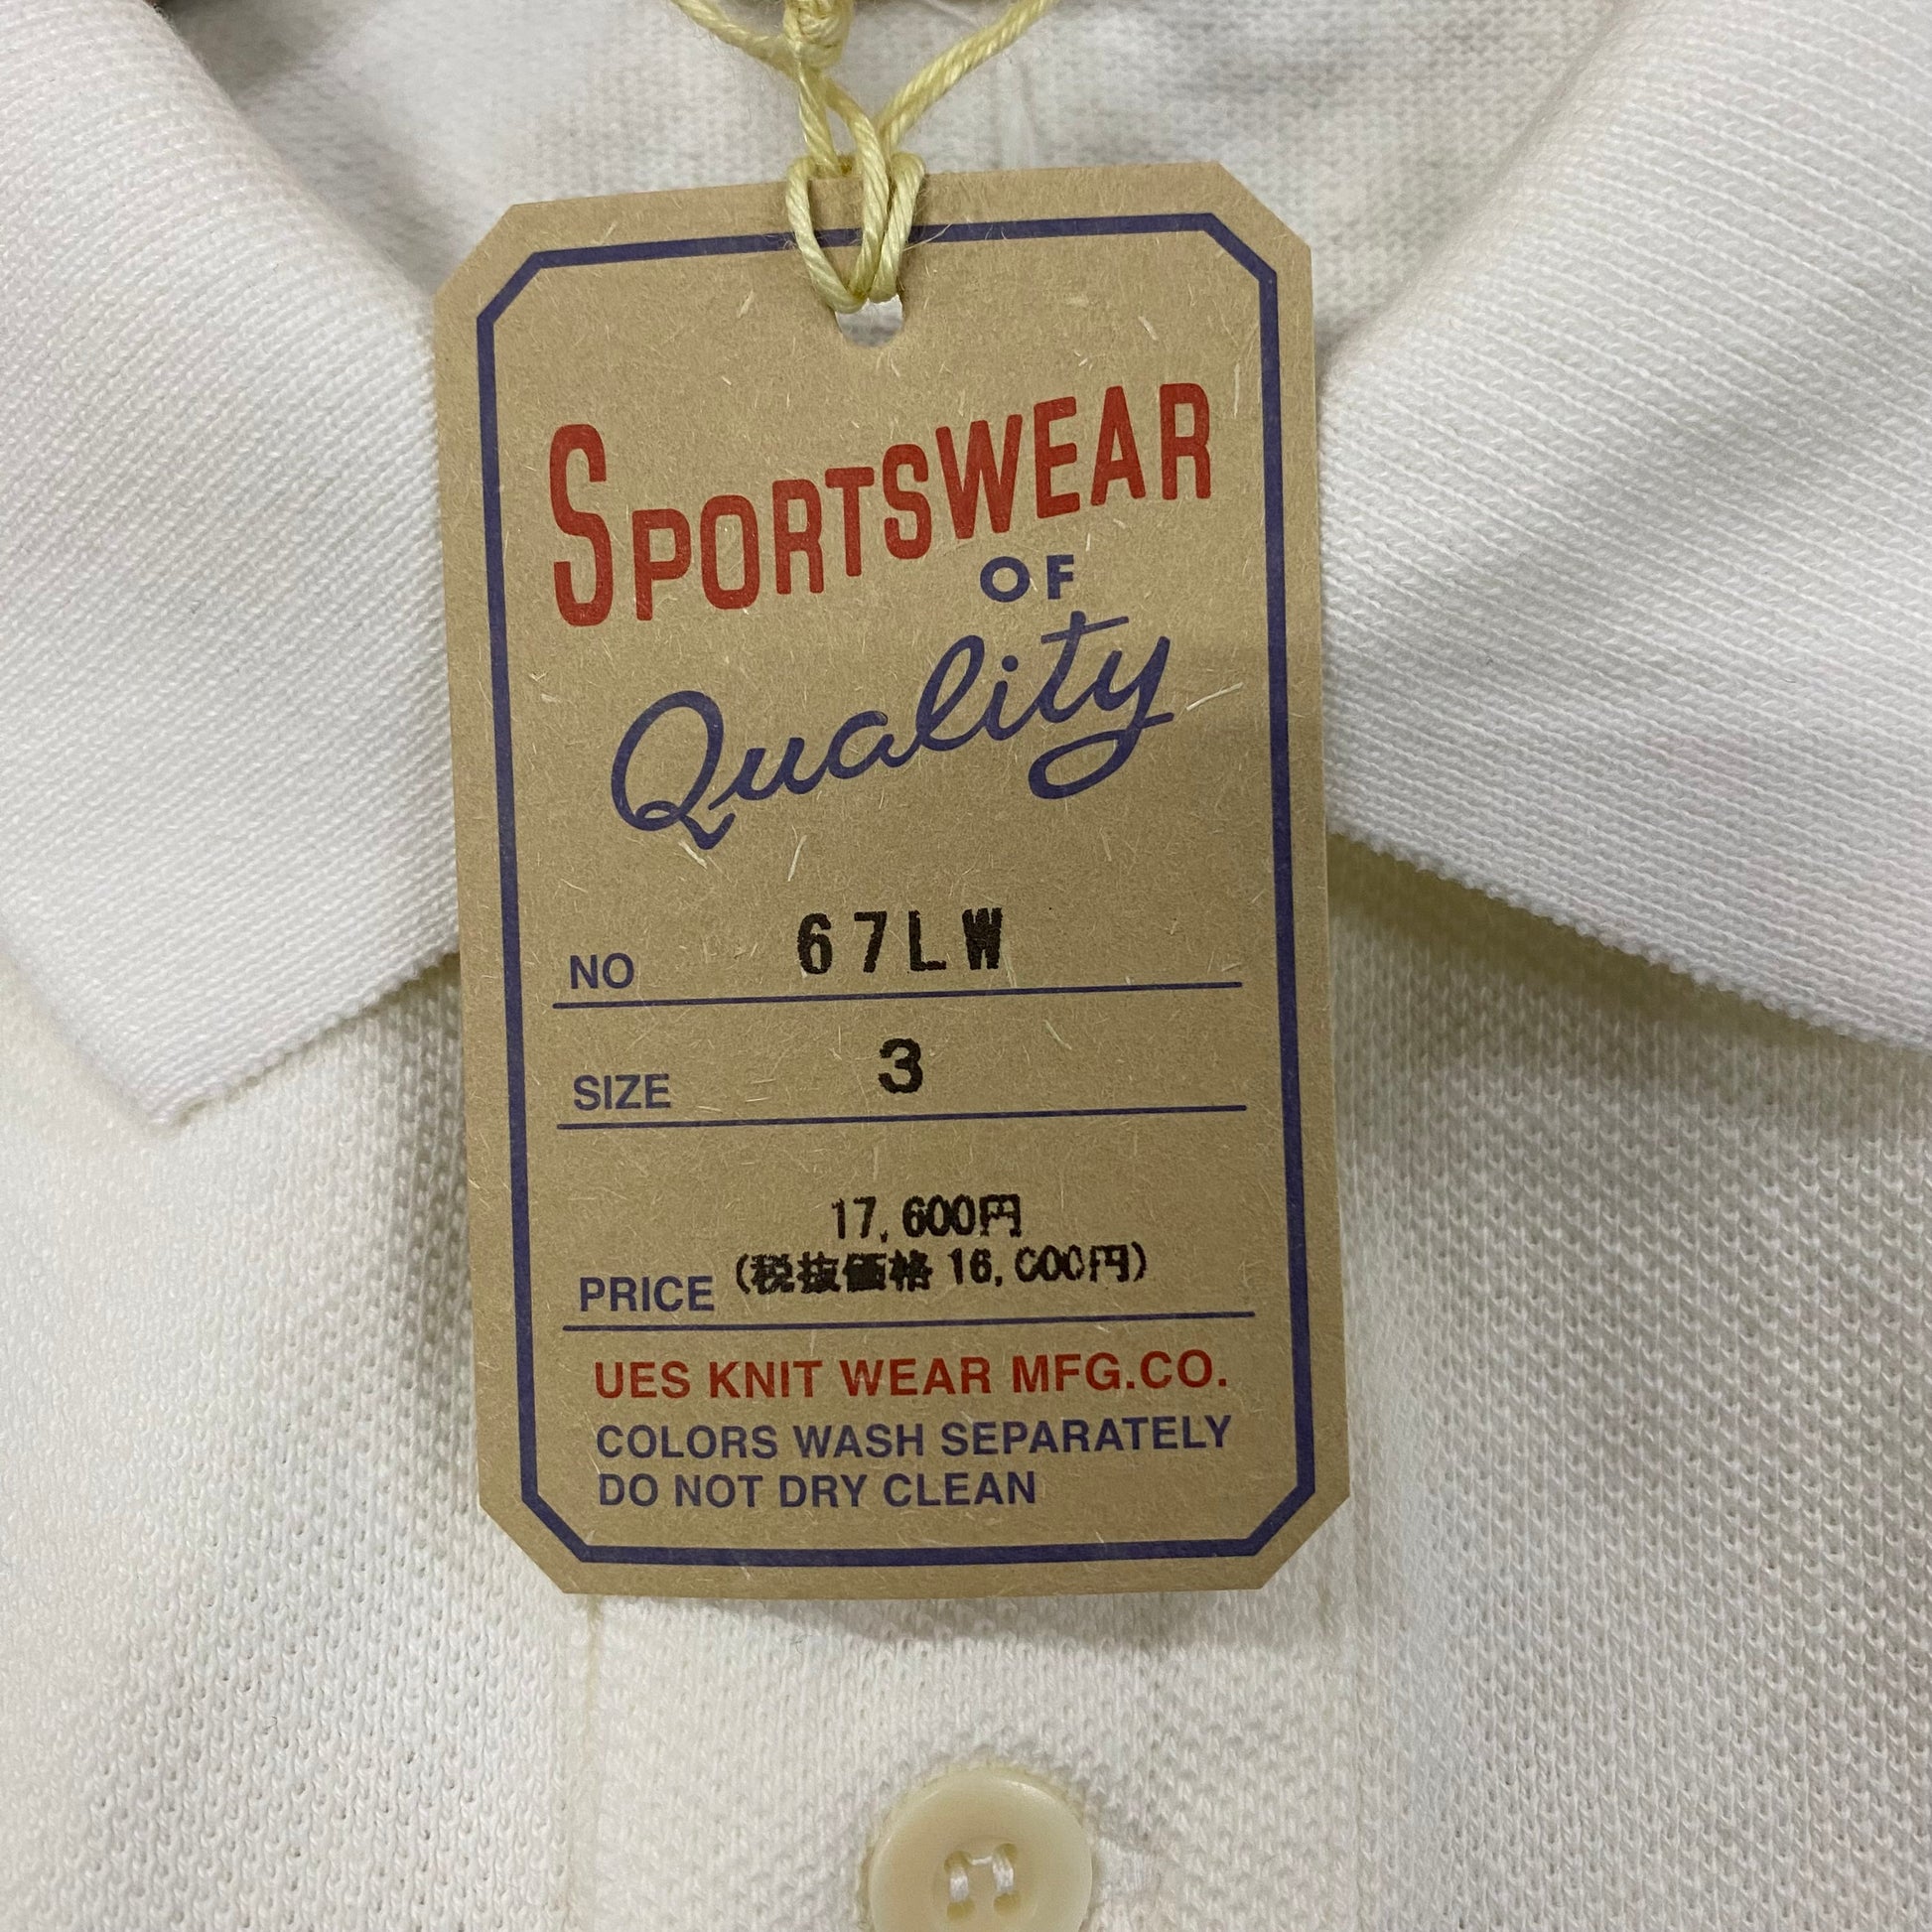 SPORTSWEAR
OF
Quality
NO 67LW
SIZE 3
17,600円
PRICE (税抜価格 16,000円)
UES KNIT WEAR MFG.CO.
COLORS WASH SEPARATELY
DO NOT DRY CLEAN